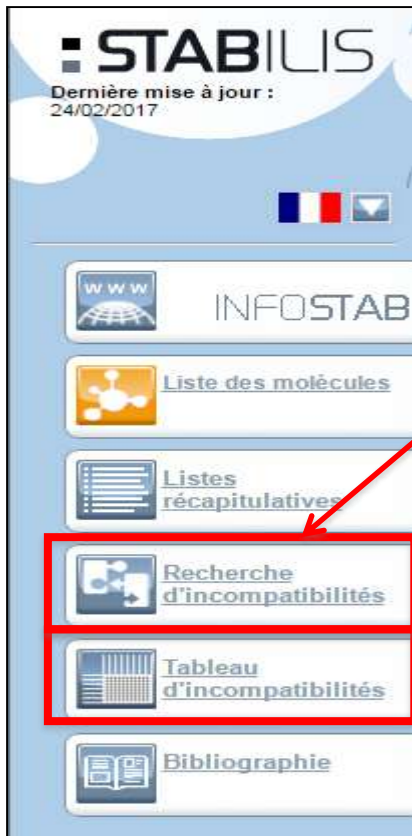 STABILIS
Dernière mise à jour :
24/02/2017
www
INFOSTAB
Liste des molécules
Listes
récapitulatives
Recherche
d'incompatibilités
Tableau
d'incompatibilités
Bibliographie